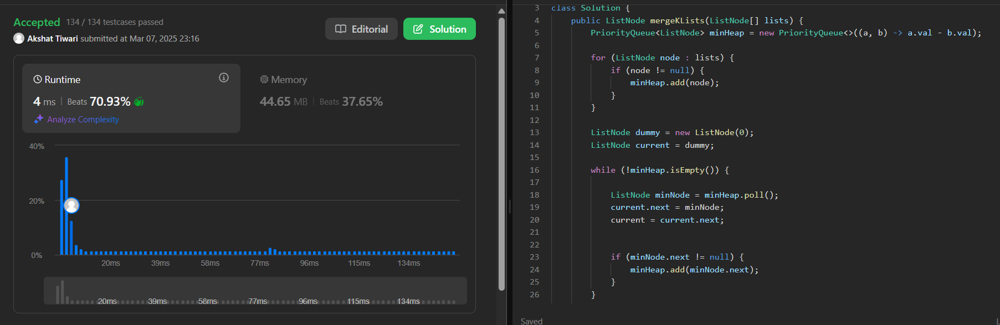 Accepted 134 / 134 testcases passed
Akshat Tiwari submitted at Mar 07, 2025 23:16
Editorial
Solution
Runtime
4 ms | Beats 70.93%
Analyze Complexity
Memory
44.65 MB | Beats 37.65%
40%
20%
0%
20ms 39ms 58ms 77ms 96ms 115ms 134ms
20ms 39ms 58ms 77ms 96ms 115ms 134ms
3 class Solution {
4 public ListNode mergeKLists(ListNode[] lists) {
5 PriorityQueue<ListNode> minHeap = new PriorityQueue<>((a, b) -> a.val - b.val);
6
7 for (ListNode node : lists) {
8 if (node != null) {
9 minHeap.add(node);
10 }
11 }
12
13 ListNode dummy = new ListNode(0);
14 ListNode current = dummy;
15
16 while (!minHeap.isEmpty()) {
17
18 ListNode minNode = minHeap.poll();
19 current.next = minNode;
20 current = current.next;
21
22
23 if (minNode.next != null) {
24 minHeap.add(minNode.next);
25 }
26 }
Saved